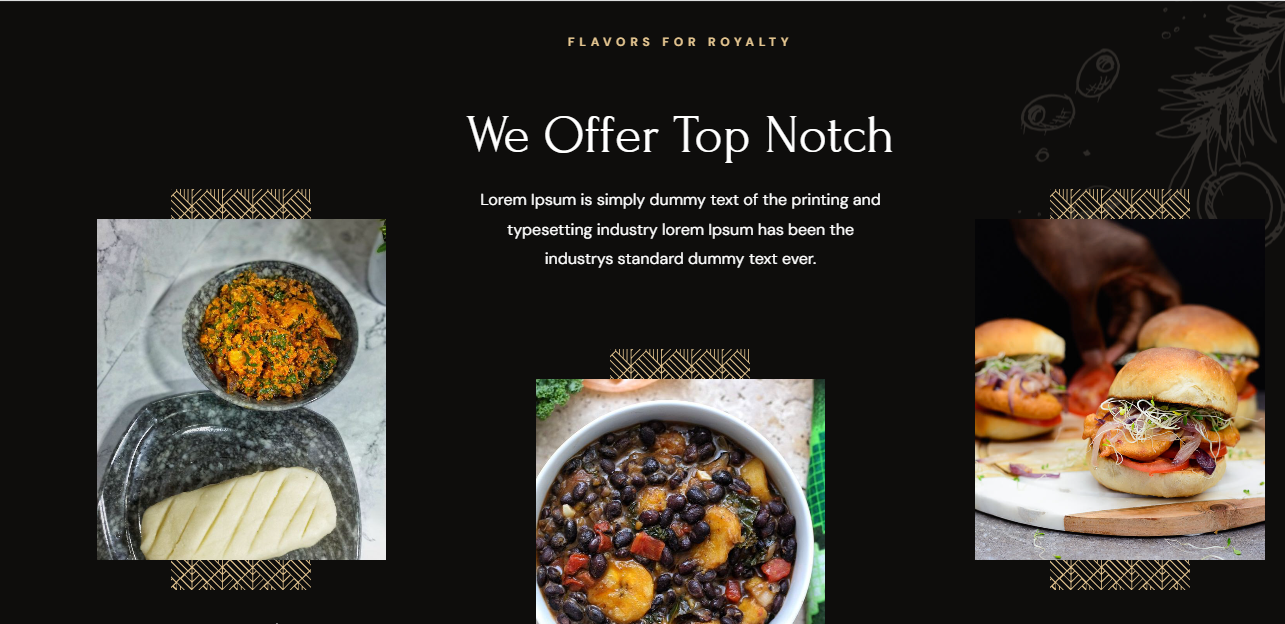 FLAVORS FOR ROYALTY
We Offer Top Notch
Lorem Ipsum is simply dummy text of the printing and
typesetting industry lorem Ipsum has been the
industrys standard dummy text ever.